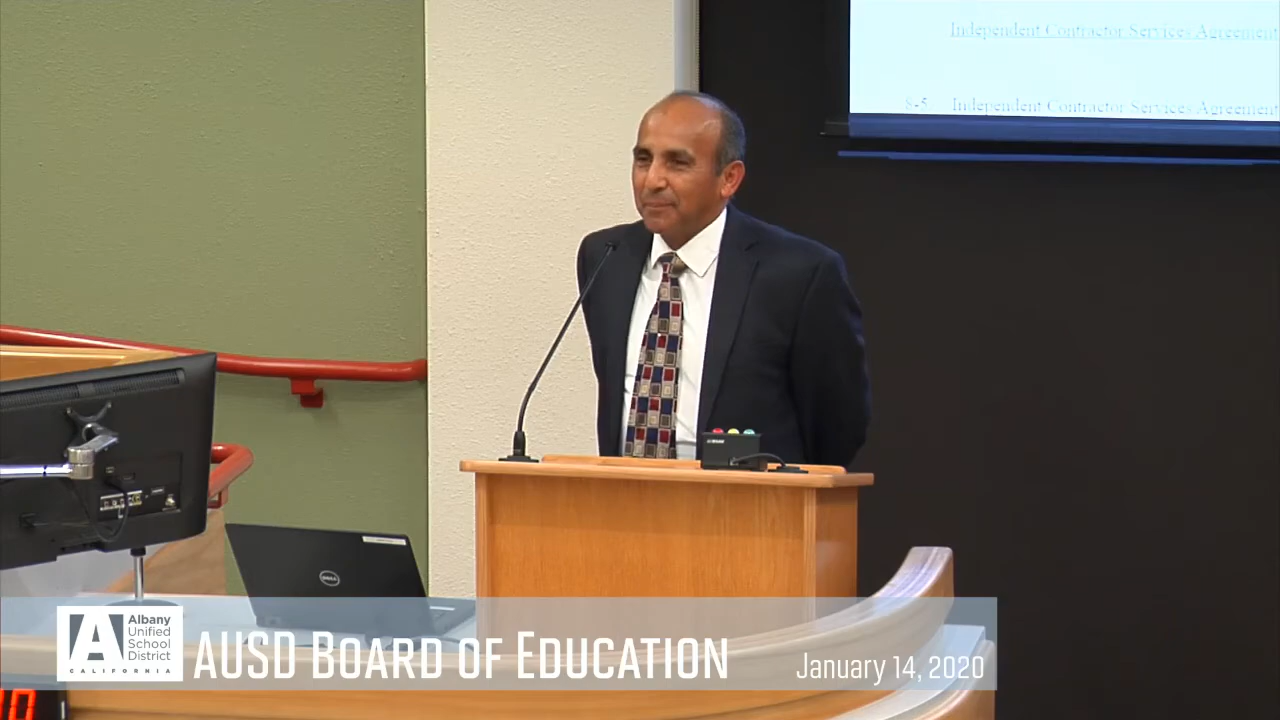 Independent Contractor Services Agreement
8-5 Independent Contractor Services Agreement
DELL
Albany
Unified
School
District
CALIFORNIA
AUSD BOARD OF EDUCATION
January 14, 2020